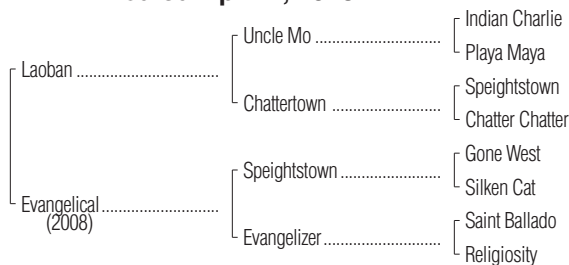 Laoban
Evangelical
(2008)
Uncle Mo
Chattertown
Speightstown
Evangelizer
Indian Charlie
Playa Maya
Speightstown
Chatter Chatter
Gone West
Silken Cat
Saint Ballado
Religiosity